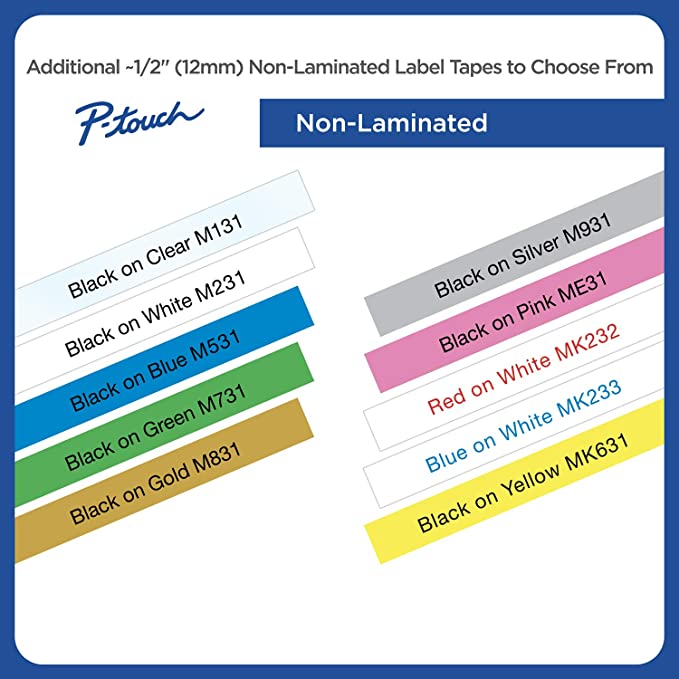 Additional ~1/2" (12mm) Non-Laminated Label Tapes to Choose From
P-touch
Non-Laminated
Black on Clear M131
Black on White M231
Black on Blue M531
Black on Green M731
Black on Gold M831
Black on Silver M931
Black on Pink ME31
Red on White MK232
Blue on White MK233
Black on Yellow MK631